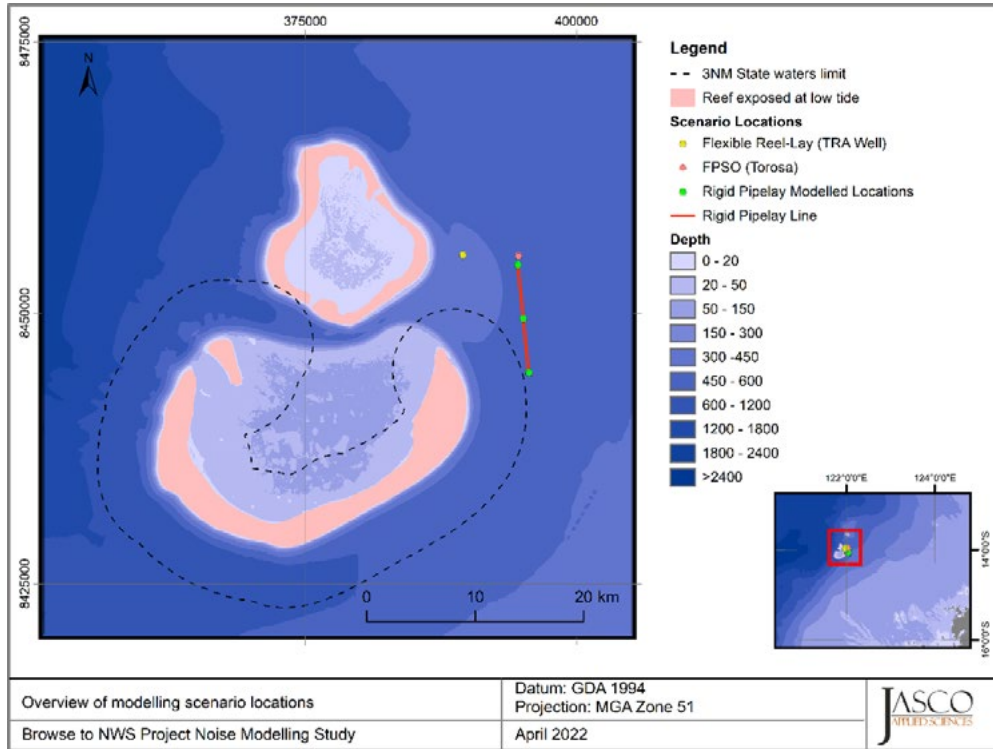 375000
400000
8475000
8450000
8425000
N
0 10 20 km
Legend
3NM State waters limit
Reef exposed at low tide
Scenario Locations
Flexible Reel-Lay (TRA Well)
FPSO (Torosa)
Rigid Pipelay Modelled Locations
Rigid Pipelay Line
Depth
0 - 20
20 - 50
50 - 150
150 - 300
300 -450
450 - 600
600 - 1200
1200 - 1800
1800 - 2400
>2400
122°0'0"E 124°0'0"E
14°0'0"S
16°0'0"S
Overview of modelling scenario locations
Browse to NWS Project Noise Modelling Study
Datum: GDA 1994
Projection: MGA Zone 51
April 2022
JASCO
APPLIED SCIENCES